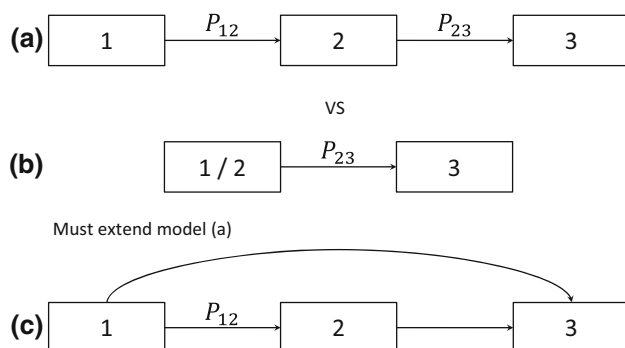 P₁₂ P₂₃
(a) 1 2 3
VS
P₂₃
(b) 1 / 2 3
Must extend model (a)
P₁₂
(c) 1 2 3